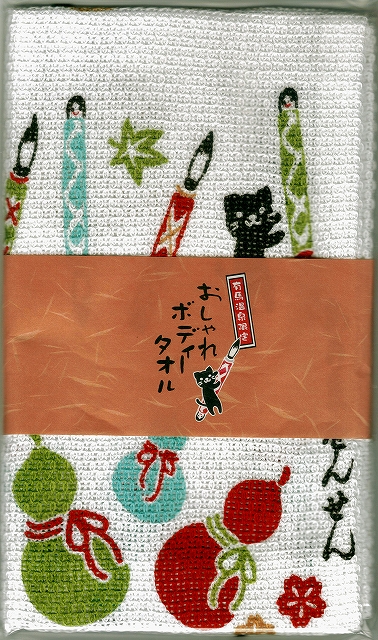 有馬温泉限定
おしゃれ
ボディー
タオル
んせん